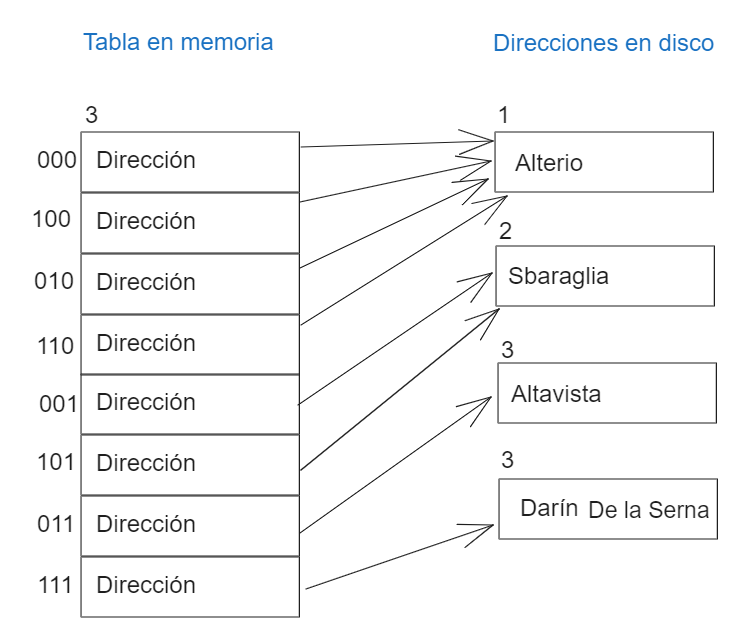 Tabla en memoria
Direcciones en disco
3
000 Dirección
100 Dirección
010 Dirección
110 Dirección
001 Dirección
101 Dirección
011 Dirección
111 Dirección
1
Alterio
2
Sbaraglia
3
Altavista
3
Darín De la Serna